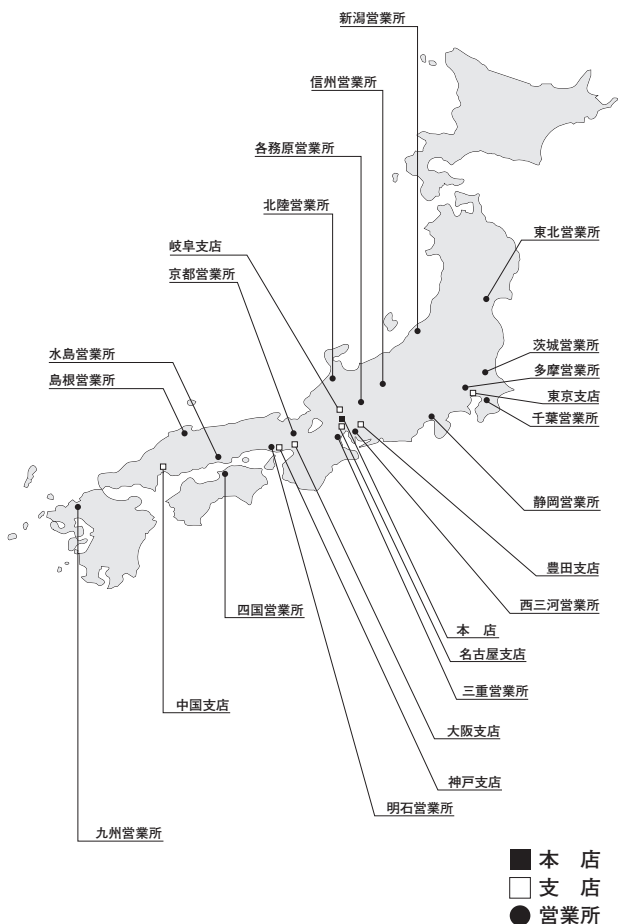 新潟営業所
信州営業所
各務原営業所
北陸営業所
東北営業所
岐阜支店
京都営業所
茨城営業所
水島営業所
多摩営業所
島根営業所
東京支店
千葉営業所
静岡営業所
豊田支店
西三河営業所
四国営業所
本　店
名古屋支店
三重営業所
中国支店
大阪支店
神戸支店
明石営業所
九州営業所
本　店
支　店
営業所